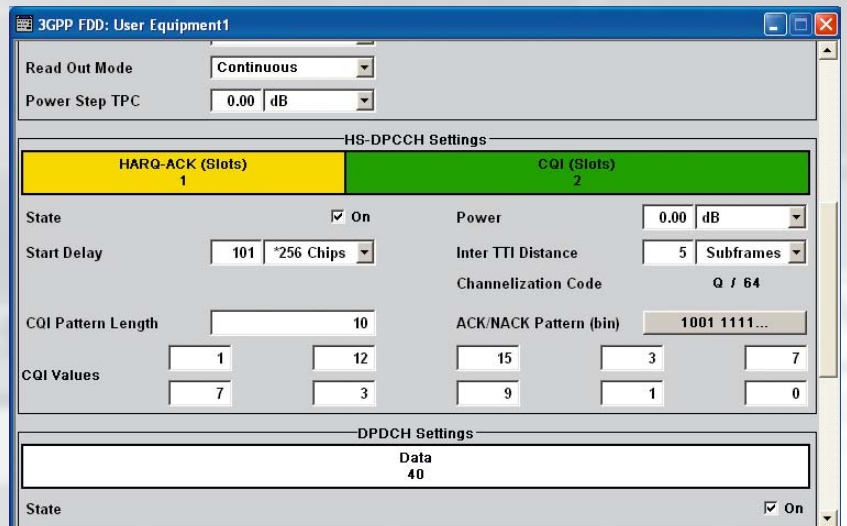 3GPP FDD: User Equipment1
Read Out Mode Continuous
Power Step TPC 0.00 dB
HS-DPCCH Settings
HARQ-ACK (Slots) CQI (Slots)
1 2
State On Power 0.00 dB
Start Delay 101 *256 Chips Inter TTI Distance 5 Subframes
Channelization Code Q / 64
CQI Pattern Length 10 ACK/NACK Pattern (bin) 1001 1111...
CQI Values
1 12 15 3 7
7 3 9 1 0
DPDCH Settings
Data
40
State On